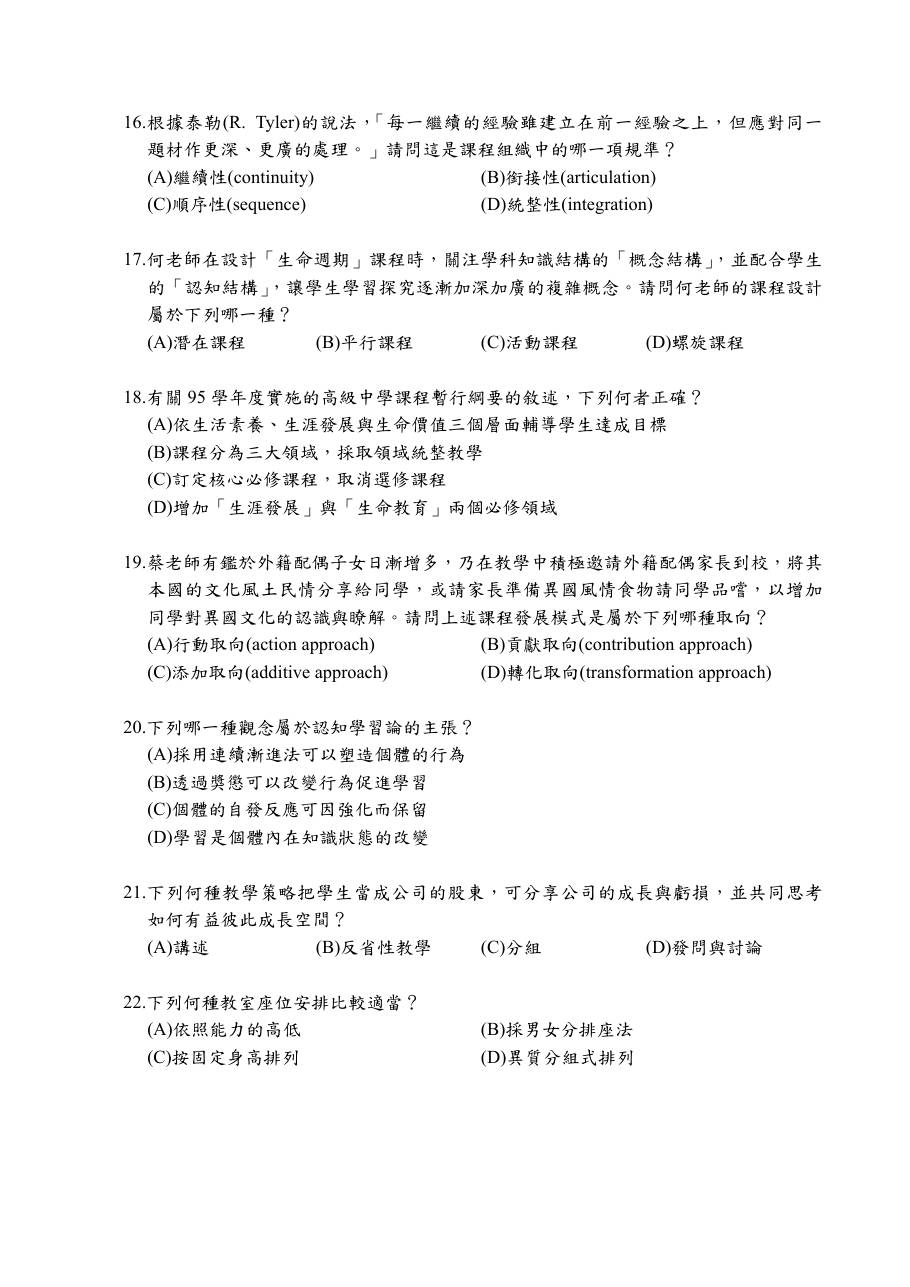 16.根據泰勒(R. Tyler)的說法，「每一繼續的經驗雖建立在前一經驗之上，但應對同一
題材作更深、更廣的處理。」請問這是課程組織中的哪一項規準？
(A)繼續性(continuity) (B)銜接性(articulation)
(C)順序性(sequence) (D)統整性(integration)
17.何老師在設計「生命週期」課程時，關注學科知識結構的「概念結構」，並配合學生
的「認知結構」，讓學生學習探究逐漸加深加廣的複雜概念。請問何老師的課程設計
屬於下列哪一種？
(A)潛在課程 (B)平行課程 (C)活動課程 (D)螺旋課程
18.有關 95 學年度實施的高級中學課程暫行綱要的敘述，下列何者正確？
(A)依生活素養、生涯發展與生命價值三個層面輔導學生達成目標
(B)課程分為三大領域，採取領域統整教學
(C)訂定核心必修課程，取消選修課程
(D)增加「生涯發展」與「生命教育」兩個必修領域
19.蔡老師有鑑於外籍配偶子女日漸增多，乃在教學中積極邀請外籍配偶家長到校，將其
本國的文化風土民情分享給同學，或請家長準備異國風情食物請同學品嚐，以增加
同學對異國文化的認識與瞭解。請問上述課程發展模式是屬於下列哪種取向？
(A)行動取向(action approach) (B)貢獻取向(contribution approach)
(C)添加取向(additive approach) (D)轉化取向(transformation approach)
20.下列哪一種觀念屬於認知學習論的主張？
(A)採用連續漸進法可以塑造個體的行為
(B)透過獎懲可以改變行為促進學習
(C)個體的自發反應可因強化而保留
(D)學習是個體內在知識狀態的改變
21.下列何種教學策略把學生當成公司的股東，可分享公司的成長與虧損，並共同思考
如何有益彼此成長空間？
(A)講述 (B)反省性教學 (C)分組 (D)發問與討論
22.下列何種教室座位安排比較適當？
(A)依照能力的高低 (B)採男女分排座法
(C)按固定身高排列 (D)異質分組式排列